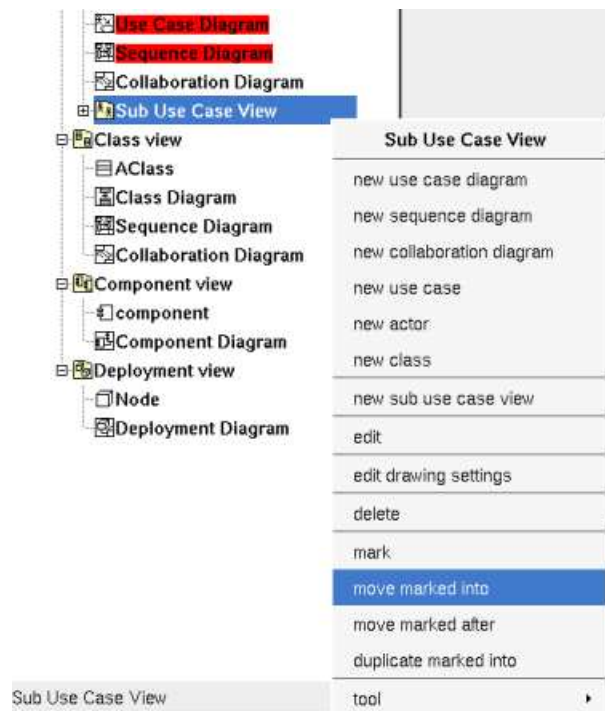 Use Case Diagram
Sequence Diagram
Collaboration Diagram
Sub Use Case View
Class view
AClass
Class Diagram
Sequence Diagram
Collaboration Diagram
Component view
component
Component Diagram
Deployment view
Node
Deployment Diagram
Sub Use Case View
new use case diagram
new sequence diagram
new collaboration diagram
new use case
new actor
new class
new sub use case view
edit
edit drawing settings
delete
mark
move marked into
move marked after
duplicate marked into
tool
Sub Use Case View